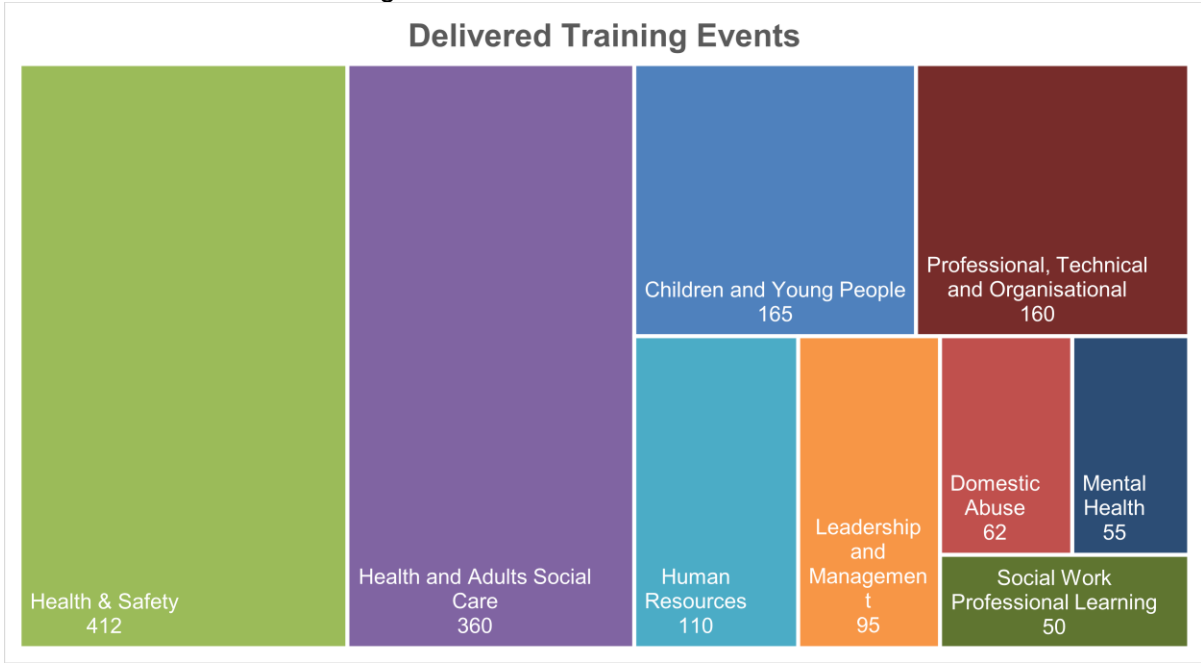 Delivered Training Events
Health & Safety
412
Health and Adults Social
Care
360
Children and Young People
165
Professional, Technical
and Organisational
160
Human
Resources
110
Leadership
and
Managemen
t
95
Domestic
Abuse
62
Mental
Health
55
Social Work
Professional Learning
50